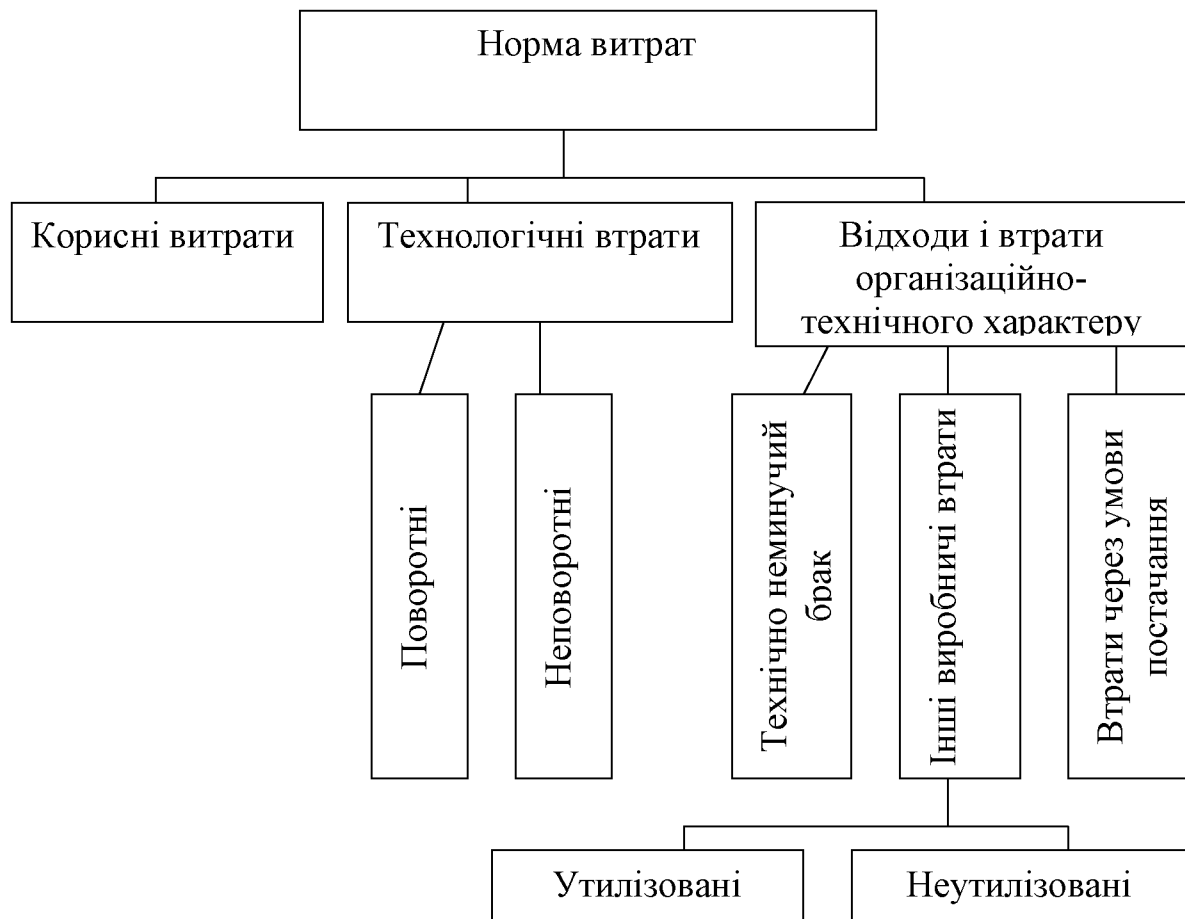 Норма витрат
Корисні витрати
Технологічні втрати
Відходи і втрати
організаційно-
технічного характеру
Поворотні
Неповоротні
Технічно неминучий
брак
Інші виробничі втрати
Втрати через умови
постачання
Утилізовані
Неутилізовані